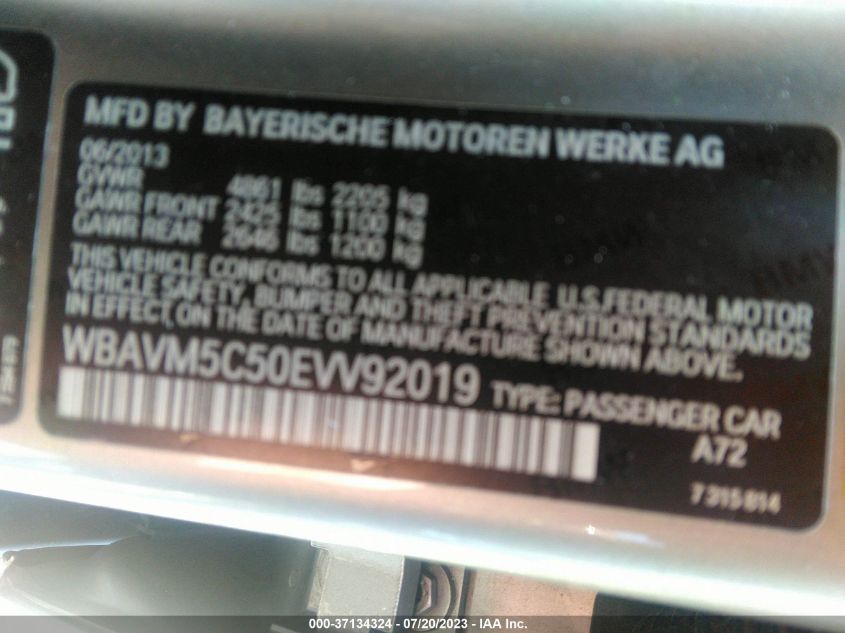 MFD BY BAYERISCHE MOTOREN WERKE AG
06/2013
GVWR 4861 lbs 2205 kg
GAWR FRONT 2425 lbs 1100 kg
GAWR REAR 2646 lbs 1200 kg
THIS VEHICLE CONFORMS TO ALL APPLICABLE U.S.FEDERAL MOTOR
VEHICLE SAFETY, BUMPER AND THEFT PREVENTION STANDARDS
IN EFFECT, ON THE DATE OF MANUFACTURE SHOWN ABOVE.
WBAVM5C50EVV92019 TYPE: PASSENGER CAR
A72
7 315 814
000-37134324 - 07/20/2023 - IAA Inc.